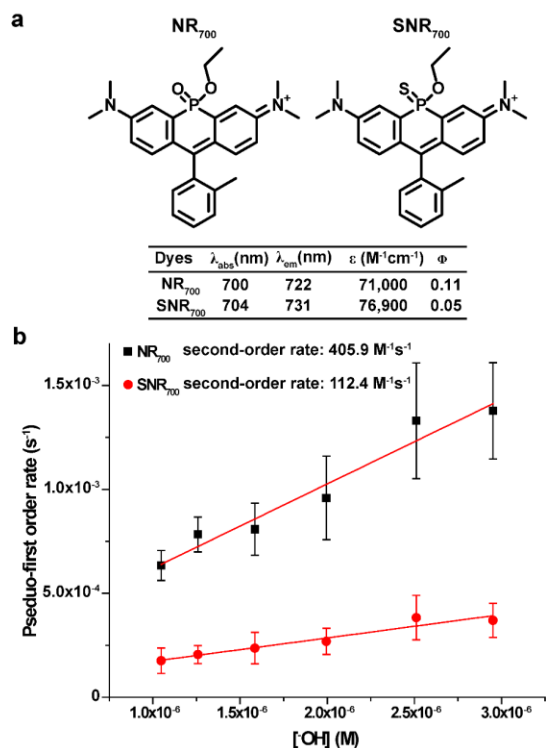 a
NR₇₀₀ SNR₇₀₀
N O P O N⁺
N S P O N⁺
Dyes λabs(nm) λem(nm) ε (M⁻¹cm⁻¹) Φ
NR₇₀₀ 700 722 71,000 0.11
SNR₇₀₀ 704 731 76,900 0.05
b
NR₇₀₀ second-order rate: 405.9 M⁻¹s⁻¹
SNR₇₀₀ second-order rate: 112.4 M⁻¹s⁻¹
1.5x10⁻³
1.0x10⁻³
5.0x10⁻⁴
0
Pseduo-first order rate (s⁻¹)
1.0x10⁻⁶ 1.5x10⁻⁶ 2.0x10⁻⁶ 2.5x10⁻⁶ 3.0x10⁻⁶
[⁻OH] (M)